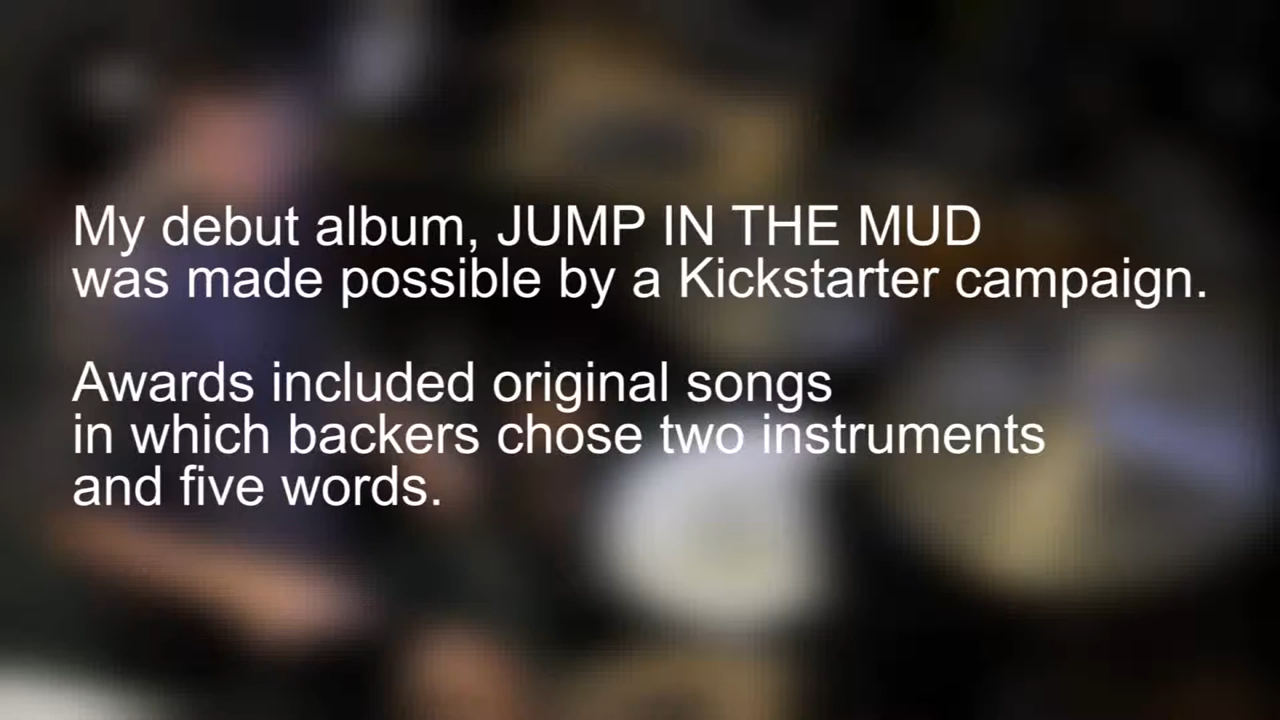 My debut album, JUMP IN THE MUD
was made possible by a Kickstarter campaign.
Awards included original songs
in which backers chose two instruments
and five words.